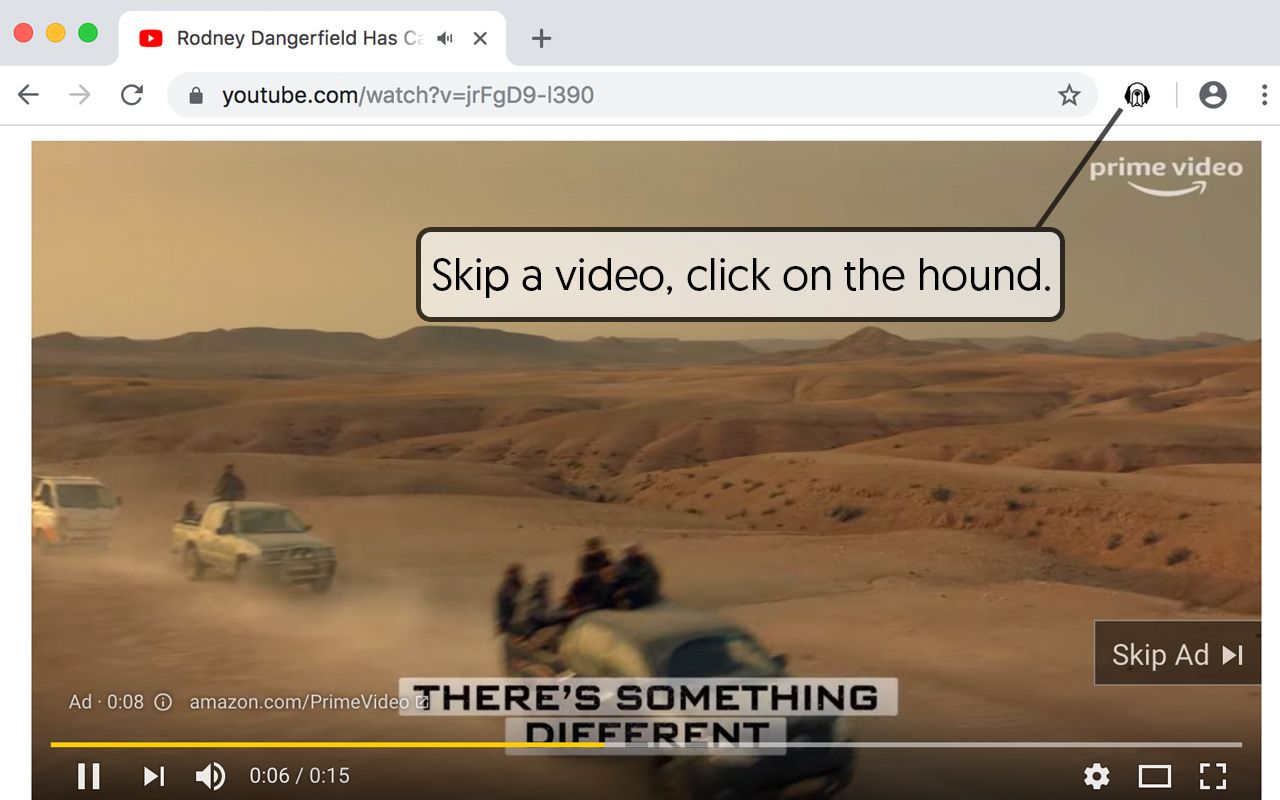 Rodney Dangerfield Has Ca
youtube.com/watch?v=jrFgD9-l390
prime video
Skip a video, click on the hound.
Skip Ad
Ad · 0:08 amazon.com/PrimeVideo
THERE'S SOMETHING
DIFFERENT
0:06 / 0:15